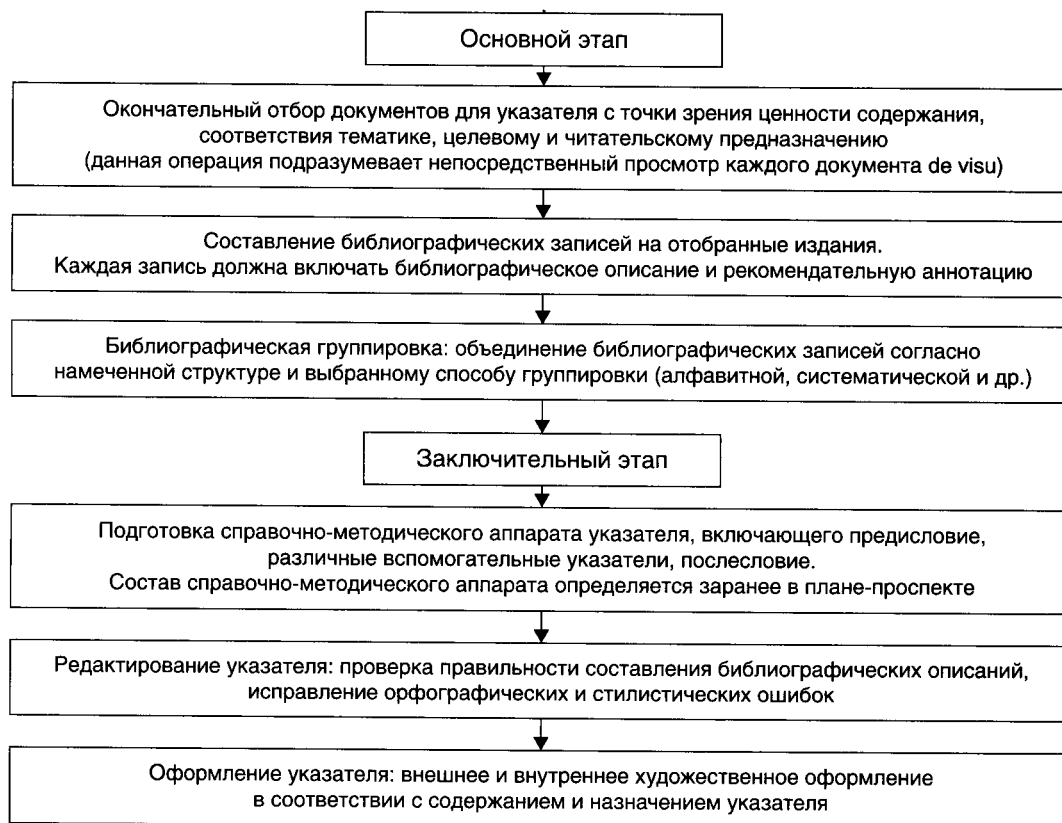 Основной этап
Окончательный отбор документов для указателя с точки зрения ценности содержания,
соответствия тематике, целевому и читательскому предназначению
(данная операция подразумевает непосредственный просмотр каждого документа de visu)
Составление библиографических записей на отобранные издания.
Каждая запись должна включать библиографическое описание и рекомендательную аннотацию
Библиографическая группировка: объединение библиографических записей согласно
намеченной структуре и выбранному способу группировки (алфавитной, систематической и др.)
Заключительный этап
Подготовка справочно-методического аппарата указателя, включающего предисловие,
различные вспомогательные указатели, послесловие.
Состав справочно-методического аппарата определяется заранее в плане-проспекте
Редактирование указателя: проверка правильности составления библиографических описаний,
исправление орфографических и стилистических ошибок
Оформление указателя: внешнее и внутреннее художественное оформление
в соответствии с содержанием и назначением указателя